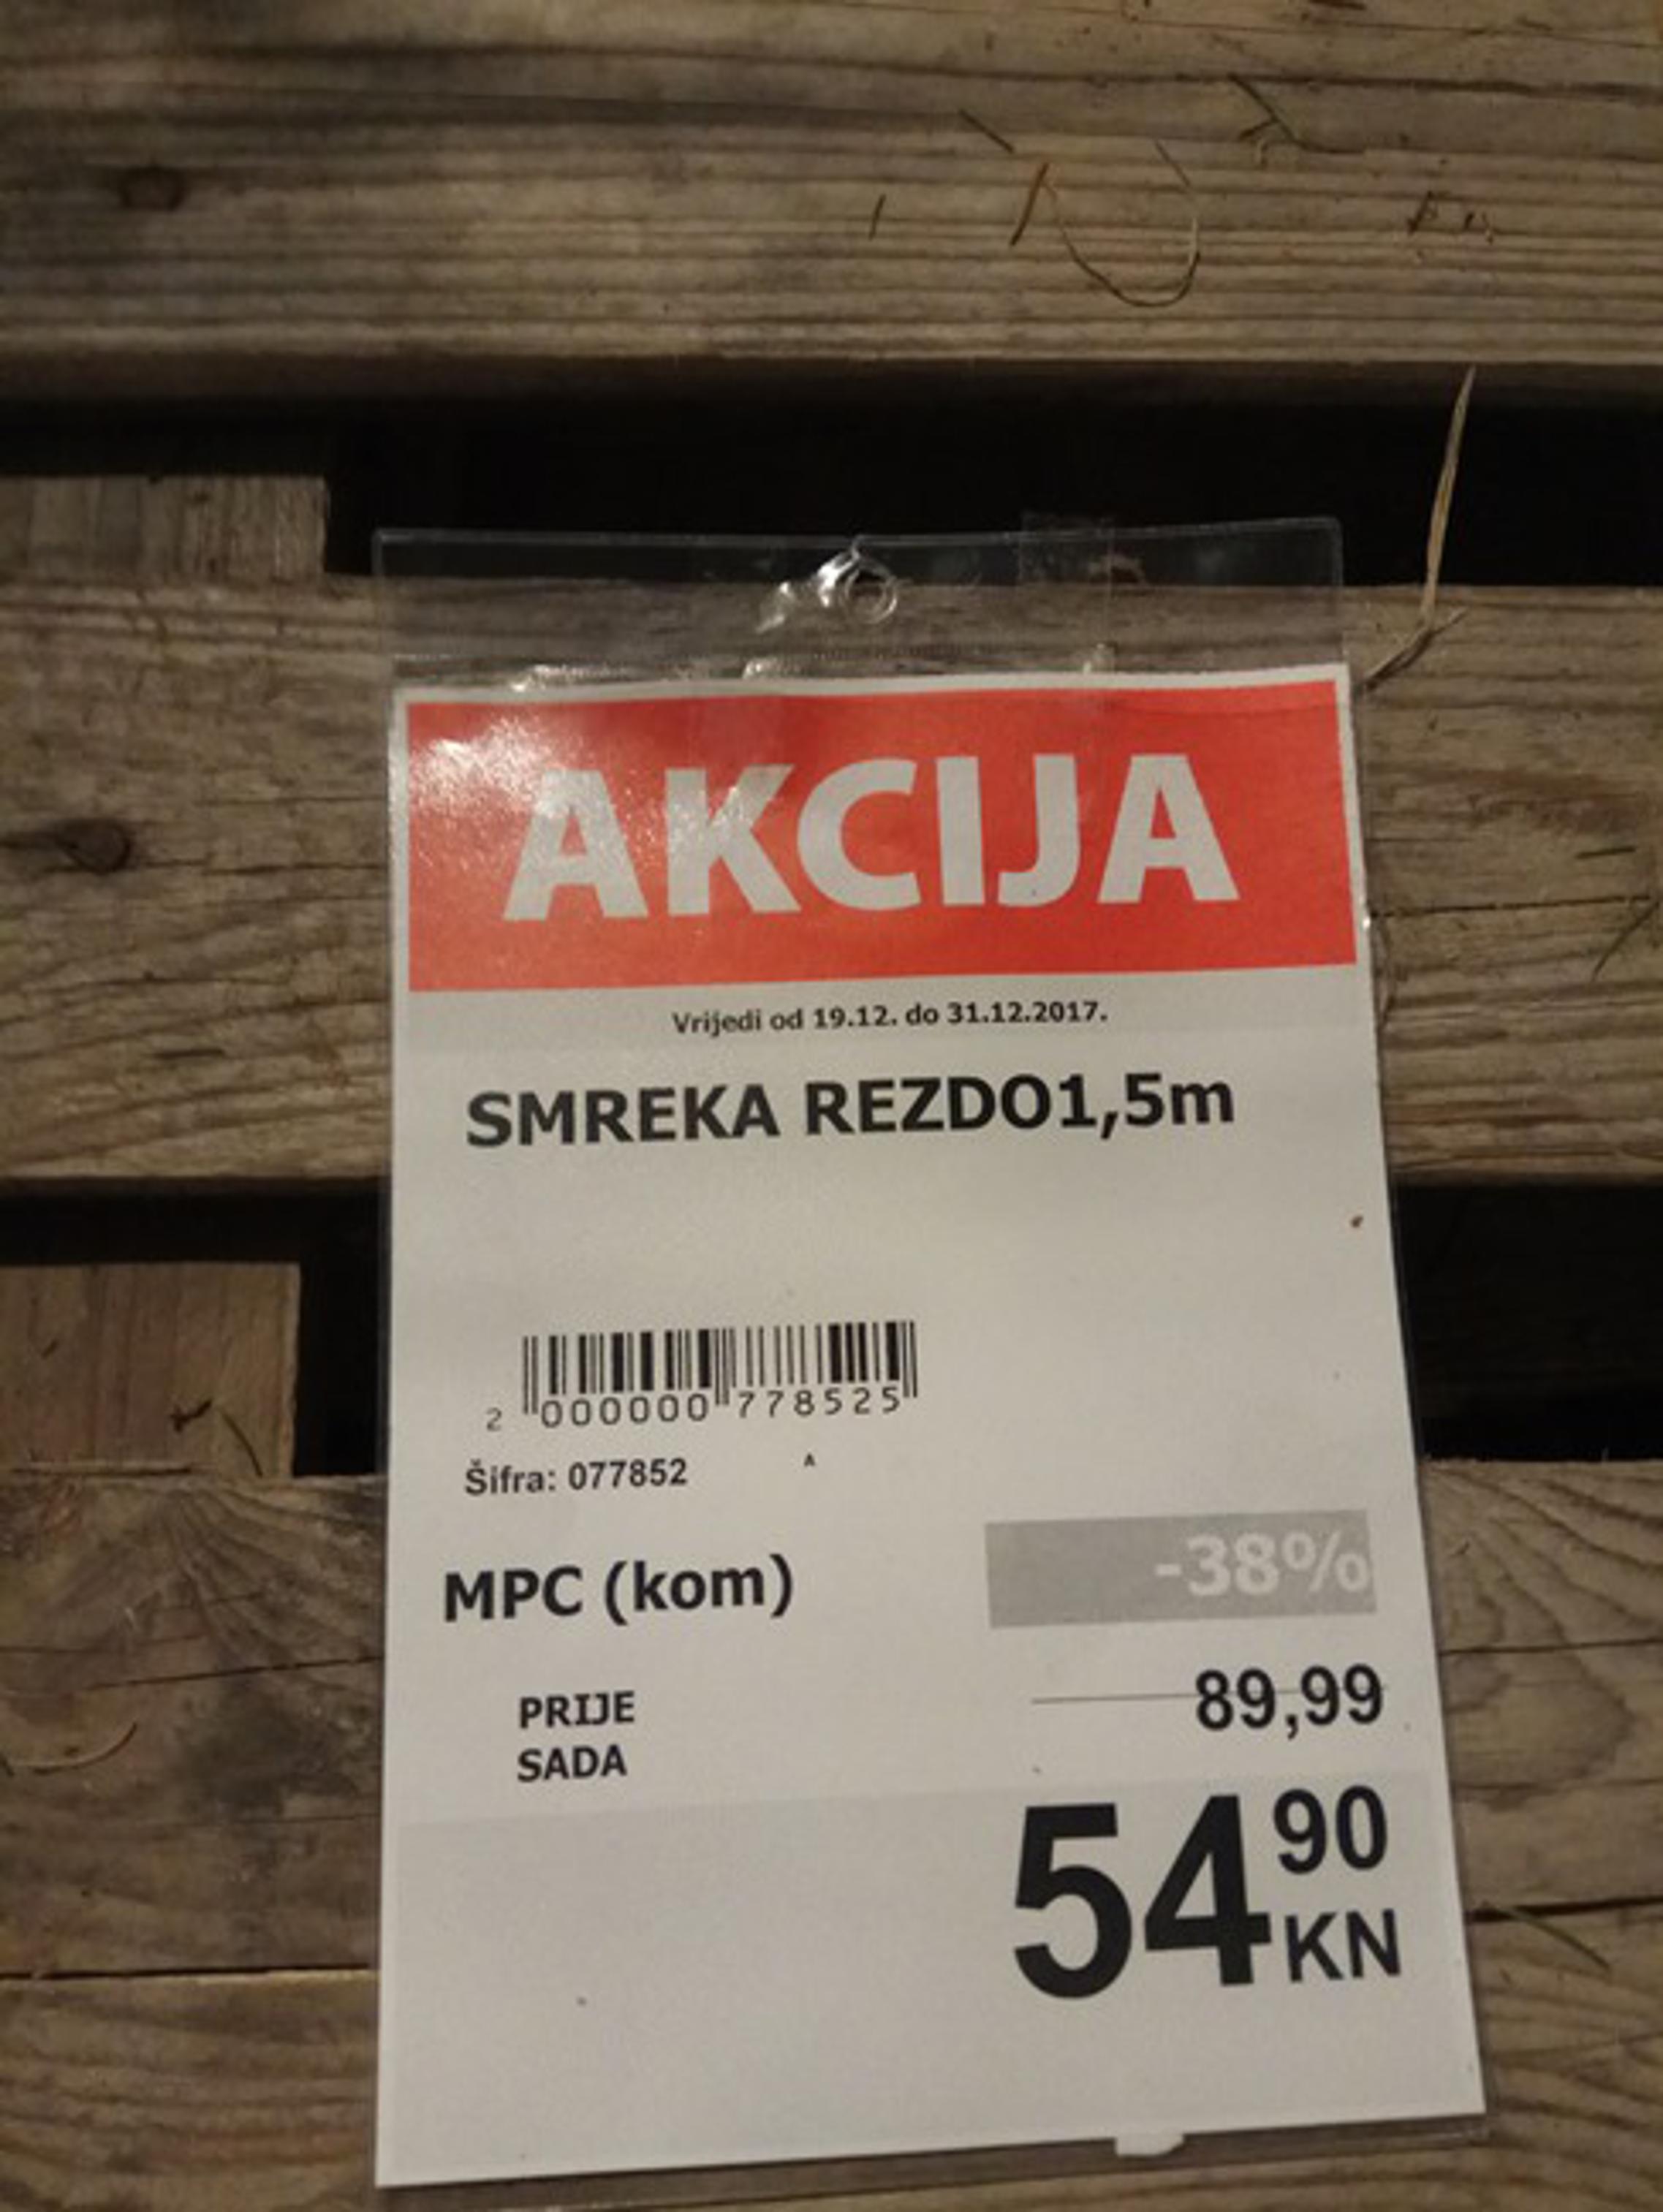 AKCIJA
Vrijedi od 19.12. do 31.12.2017.
SMREKA REZDO1,5m
2 000000 778525
Šifra: 077852 A
MPC (kom) -38%
PRIJE 89,99
SADA
54 90
KN